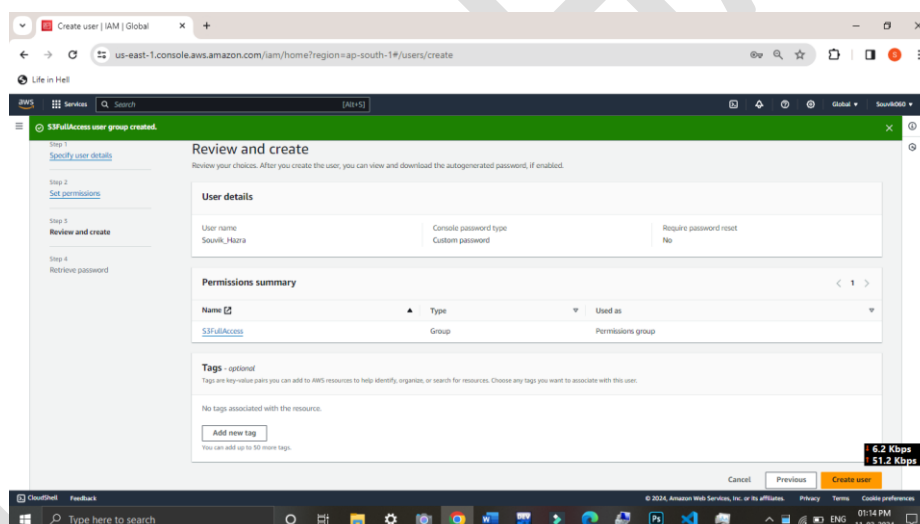 Create user | IAM | Global
us-east-1.console.aws.amazon.com/iam/home?region=ap-south-1#/users/create
Life in Hell
aws
Services
Search
[Alt+S]
Global
Souvik060
S3FullAccess user group created.
Step 1
Specify user details
Step 2
Set permissions
Step 3
Review and create
Step 4
Retrieve password
Review and create
Review your choices. After you create the user, you can view and download the autogenerated password, if enabled.
User details
User name
Souvik_Hazra
Console password type
Custom password
Require password reset
No
Permissions summary
1
Name
Type
Used as
S3FullAccess
Group
Permissions group
Tags - optional
Tags are key-value pairs you can add to AWS resources to help identify, organize, or search for resources. Choose any tags you want to associate with this user.
No tags associated with the resource.
Add new tag
You can add up to 50 more tags.
6.2 Kbps
51.2 Kbps
Cancel
Previous
Create user
CloudShell
Feedback
© 2024, Amazon Web Services, Inc. or its affiliates.
Privacy
Terms
Cookie preferences
Type here to search
ENG
01:14 PM